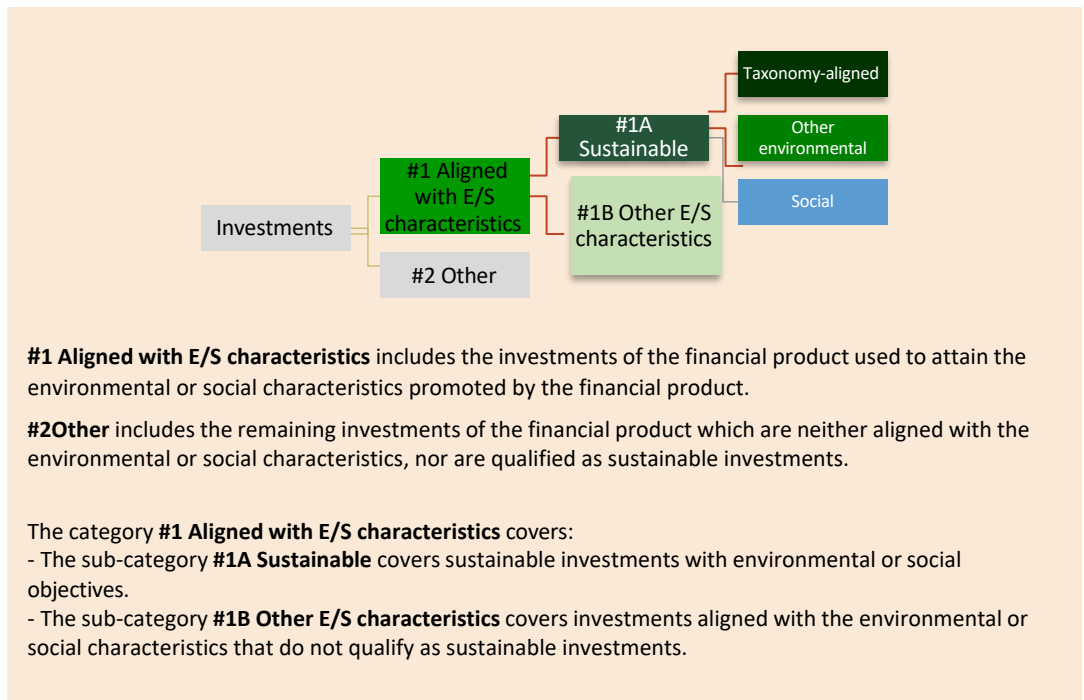 Taxonomy-aligned
#1A
Sustainable
Other
environmental
#1 Aligned
with E/S
characteristics
#1B Other E/S
characteristics
Social
Investments
#2 Other
#1 Aligned with E/S characteristics includes the investments of the financial product used to attain the
environmental or social characteristics promoted by the financial product.
#2Other includes the remaining investments of the financial product which are neither aligned with the
environmental or social characteristics, nor are qualified as sustainable investments.
The category #1 Aligned with E/S characteristics covers:
- The sub-category #1A Sustainable covers sustainable investments with environmental or social
objectives.
- The sub-category #1B Other E/S characteristics covers investments aligned with the environmental or
social characteristics that do not qualify as sustainable investments.